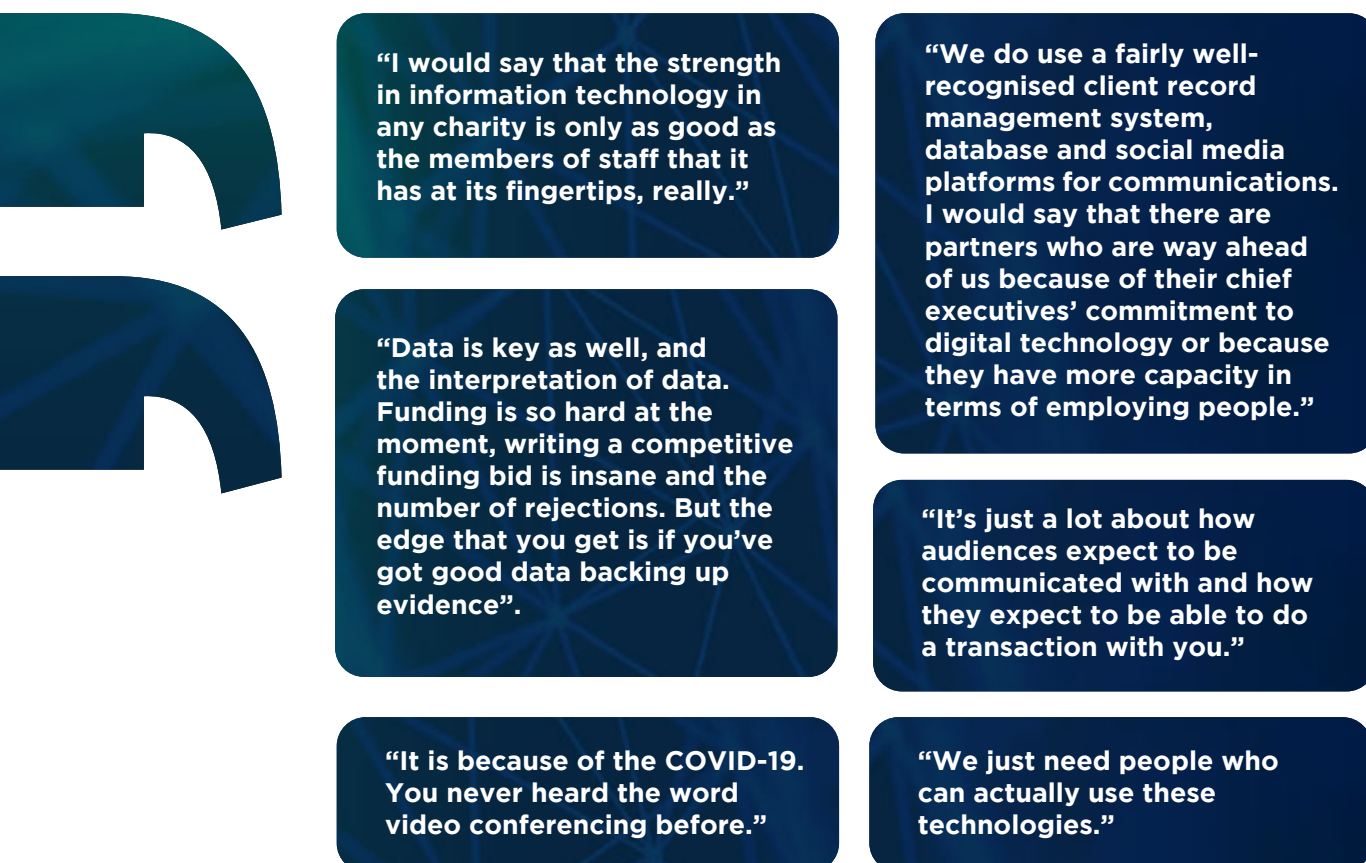 “I would say that the strength
in information technology in
any charity is only as good as
the members of staff that it
has at its fingertips, really.”
“Data is key as well, and
the interpretation of data.
Funding is so hard at the
moment, writing a competitive
funding bid is insane and the
number of rejections. But the
edge that you get is if you’ve
got good data backing up
evidence”.
“It is because of the COVID-19.
You never heard the word
video conferencing before.”
“We do use a fairly well-
recognised client record
management system,
database and social media
platforms for communications.
I would say that there are
partners who are way ahead
of us because of their chief
executives’ commitment to
digital technology or because
they have more capacity in
terms of employing people.”
“It’s just a lot about how
audiences expect to be
communicated with and how
they expect to be able to do
a transaction with you.”
“We just need people who
can actually use these
technologies.”